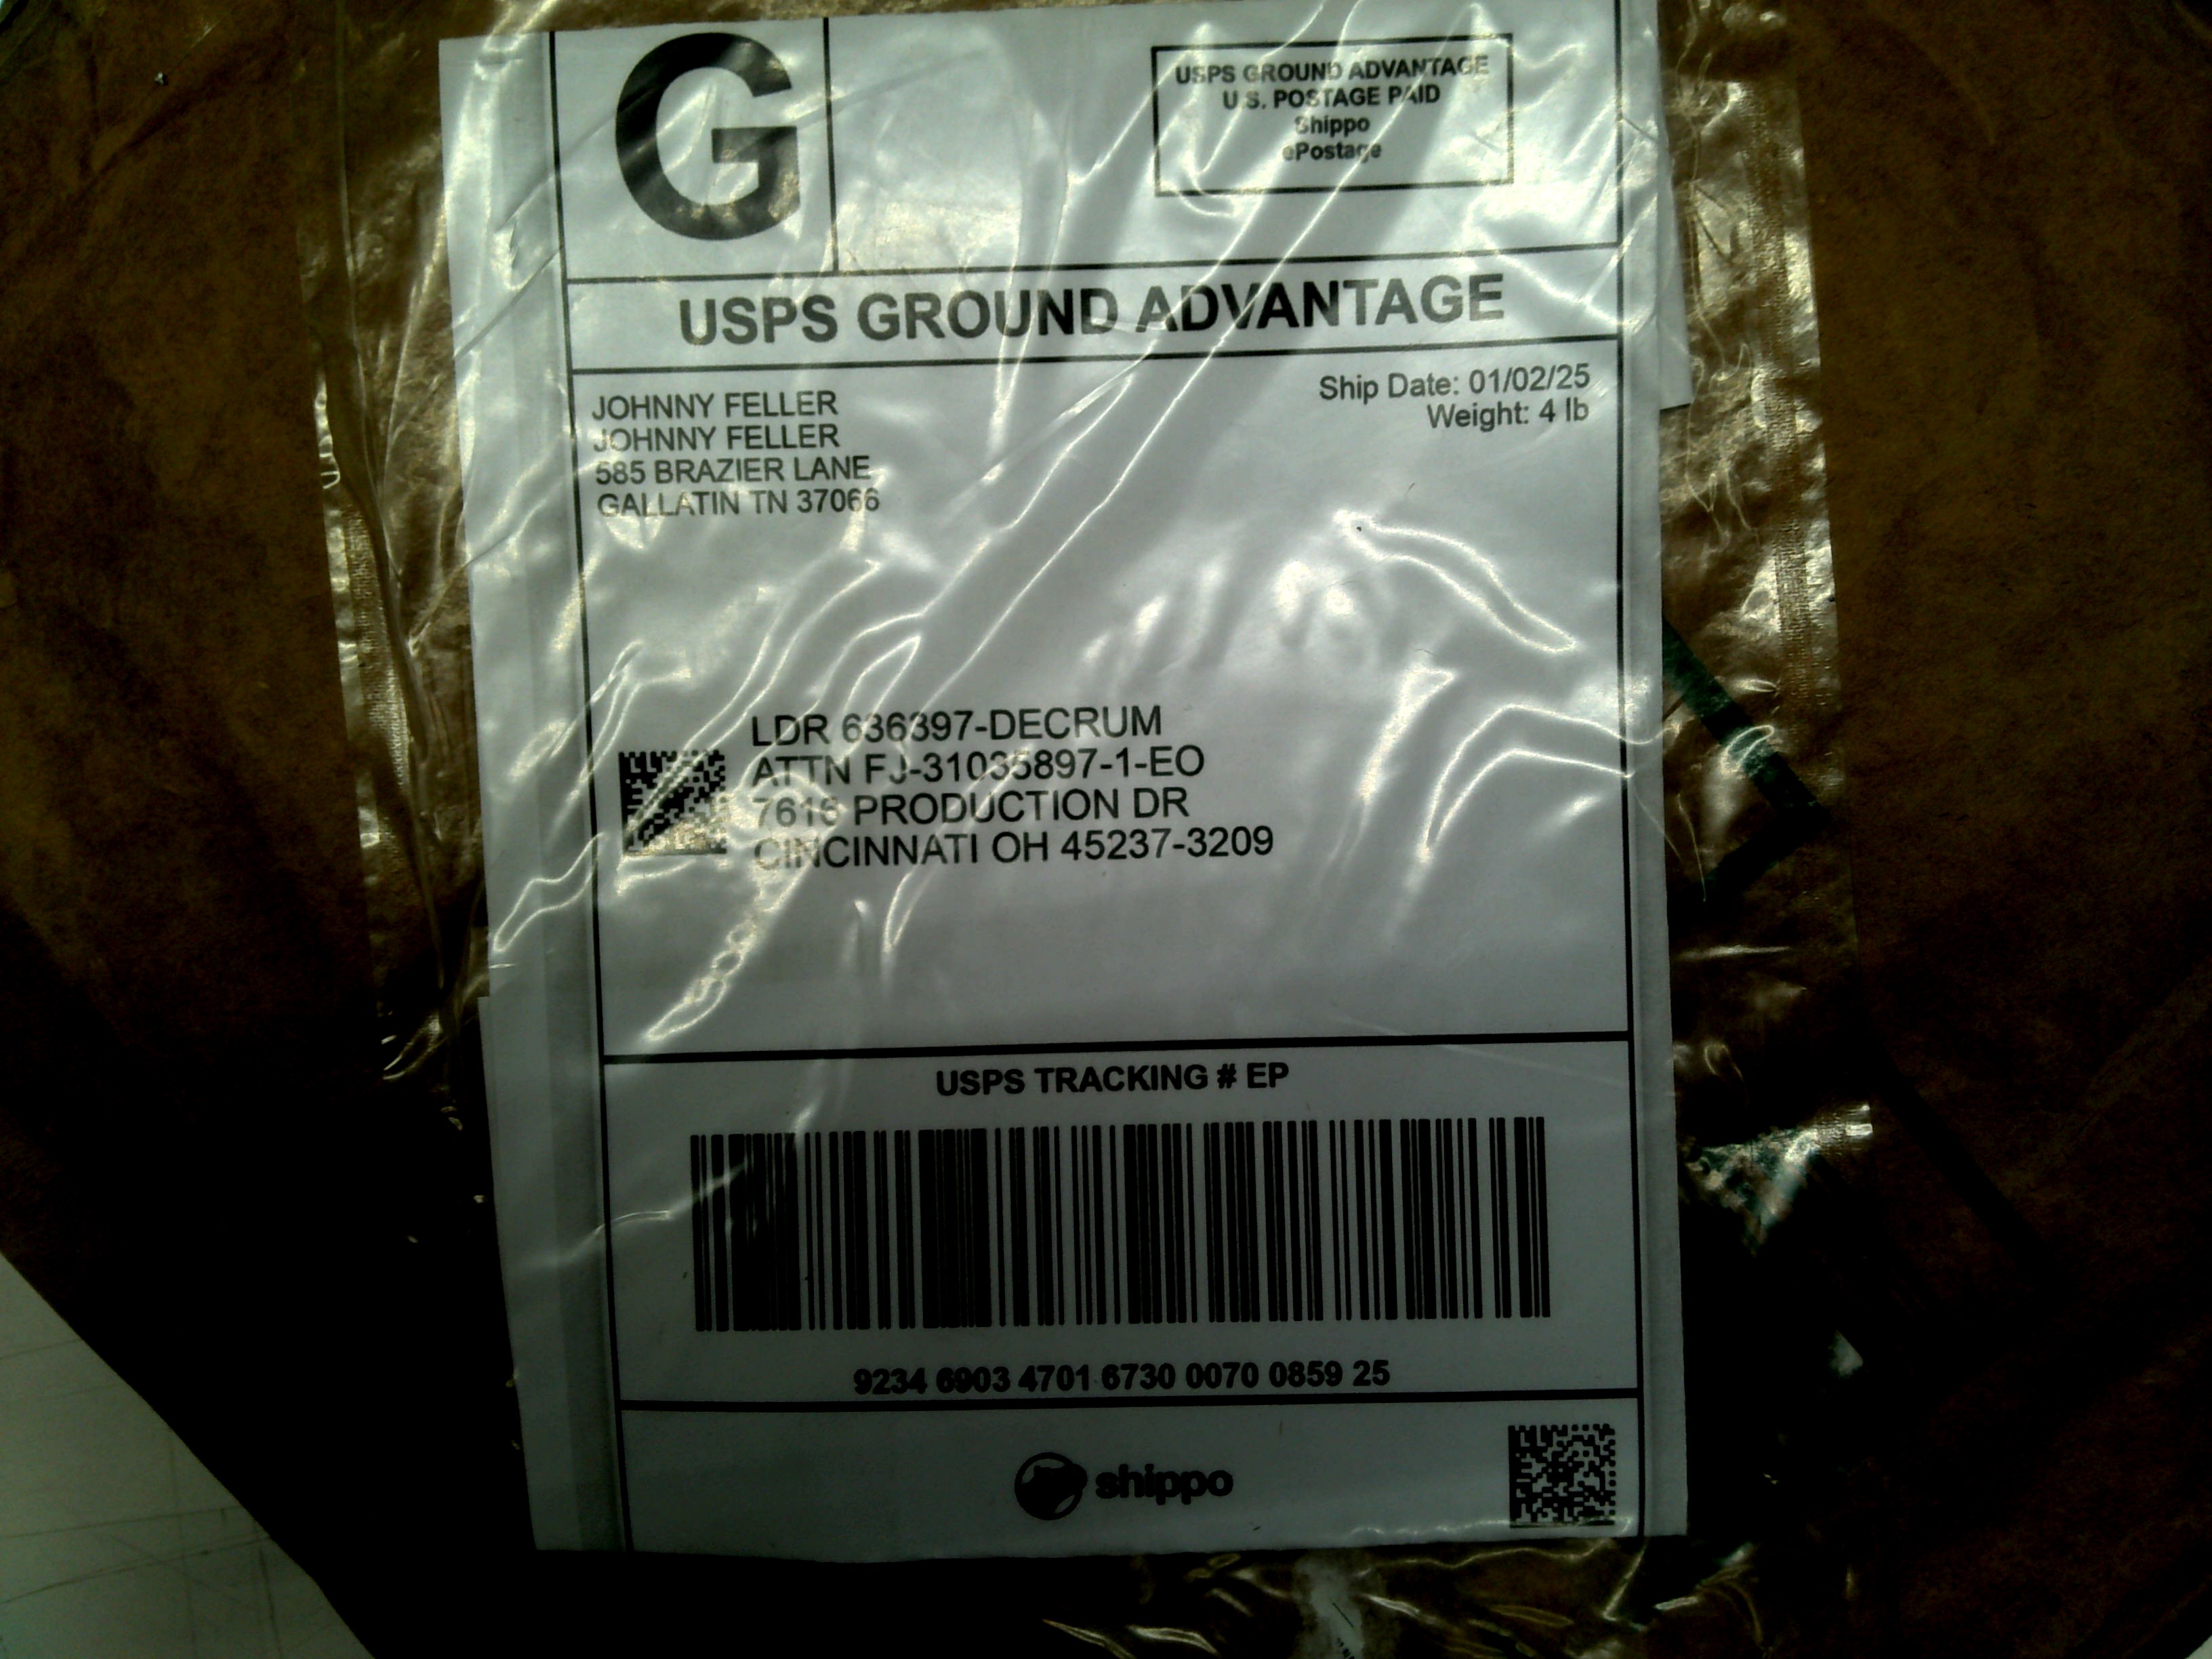 G
USPS GROUND ADVANTAGE
U.S. POSTAGE PAID
Shippo
ePostage
USPS GROUND ADVANTAGE
JOHNNY FELLER
JOHNNY FELLER
585 BRAZIER LANE
GALLATIN TN 37066
Ship Date: 01/02/25
Weight: 4 lb
LDR 636397-DECRUM
ATTN FJ-31035897-1-EO
7616 PRODUCTION DR
CINCINNATI OH 45237-3209
USPS TRACKING # EP
9234 6903 4701 6730 0070 0859 25
shippo